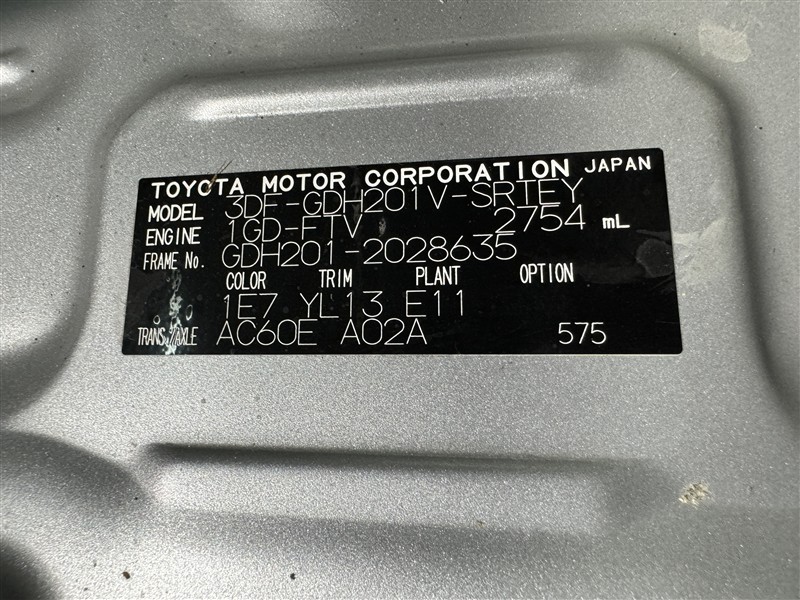 TOYOTA MOTOR CORPORATION JAPAN
MODEL 3DF-GDH201V-SRTEY
ENGINE 1GD-FTV 2754 mL
FRAME No. GDH201-2028635
COLOR TRIM PLANT OPTION
1E7 YL13 E11
TRANS./AXLE AC60E A02A 575